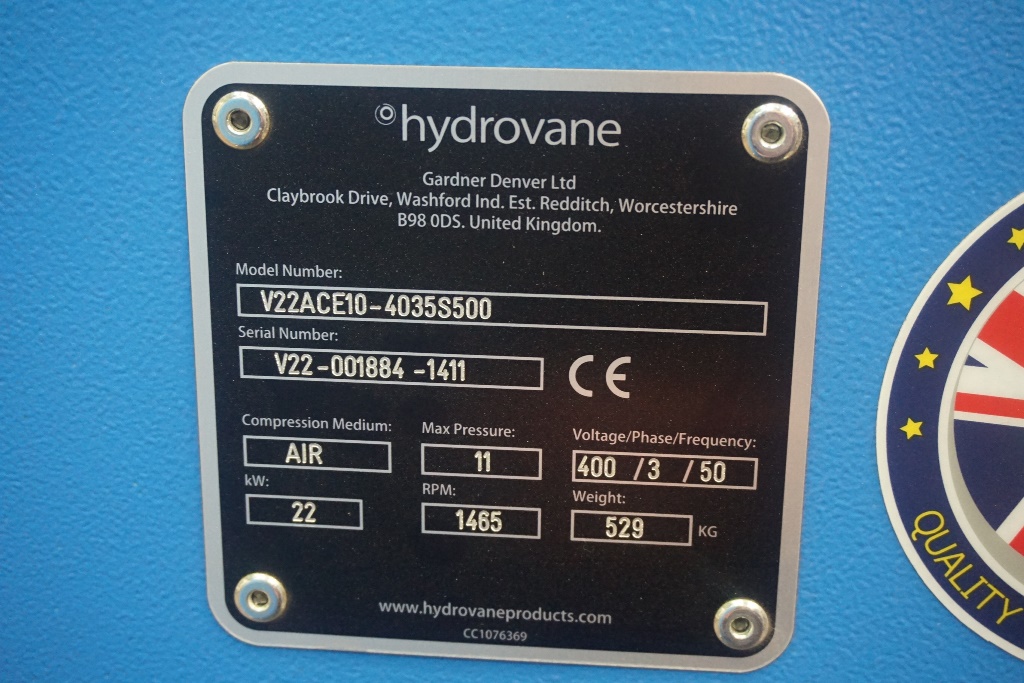 hydrovane
Gardner Denver Ltd
Claybrook Drive, Washford Ind. Est. Redditch, Worcestershire
B98 0DS. United Kingdom.
Model Number:
V22ACE10-4035S500
Serial Number:
V22-001884-1411
CE
Compression Medium: Max Pressure: Voltage/Phase/Frequency:
AIR 11 400 /3 /50
kW: RPM: Weight:
22 1465 529 KG
www.hydrovaneproducts.com
CC1076369
QUALITY